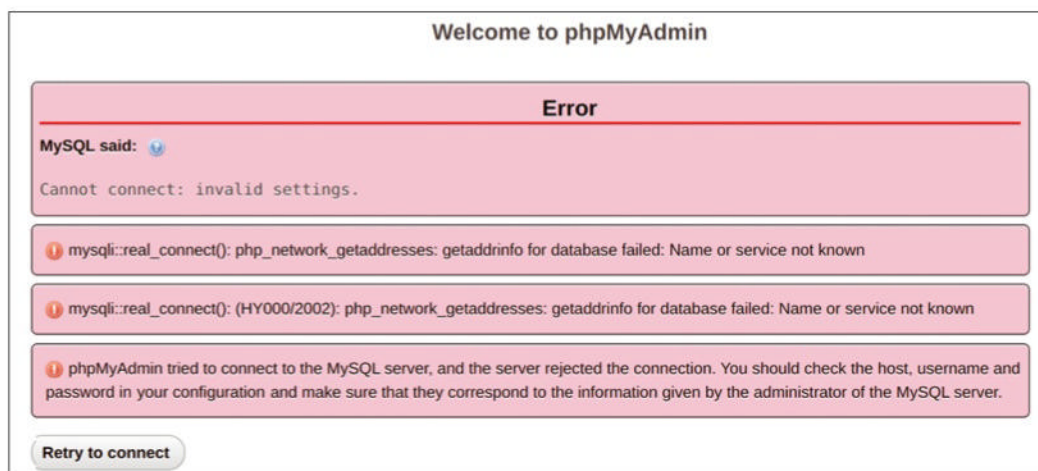 Welcome to phpMyAdmin
Error
MySQL said:
Cannot connect: invalid settings.
mysqli::real_connect(): php_network_getaddresses: getaddrinfo for database failed: Name or service not known
mysqli::real_connect(): (HY000/2002): php_network_getaddresses: getaddrinfo for database failed: Name or service not known
phpMyAdmin tried to connect to the MySQL server, and the server rejected the connection. You should check the host, username and
password in your configuration and make sure that they correspond to the information given by the administrator of the MySQL server.
Retry to connect